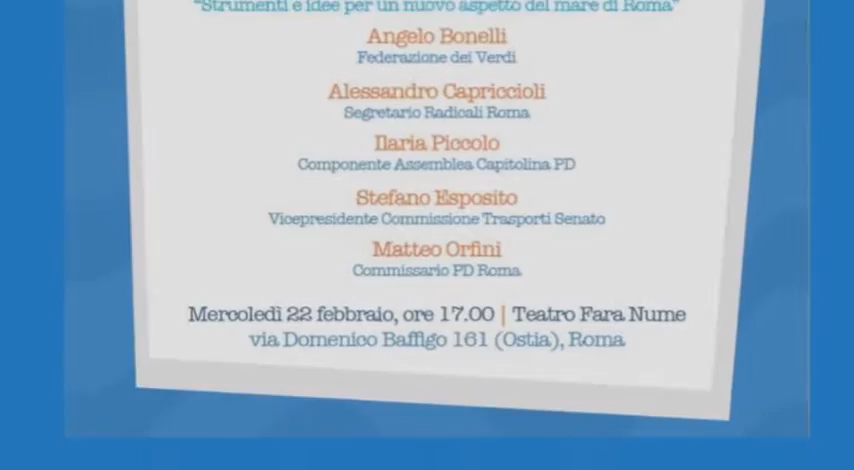 "Strumenti e idee per un nuovo aspetto del mare di Roma"
Angelo Bonelli
Federazione dei Verdi
Alessandro Capriccioli
Segretario Radicali Roma
Ilaria Piccolo
Componente Assemblea Capitolina PD
Stefano Esposito
Vicepresidente Commissione Trasporti Senato
Matteo Orfini
Commissario PD Roma
Mercoledì 22 febbraio, ore 17.00 | Teatro Fara Nume
via Domenico Baffigo 161 (Ostia), Roma